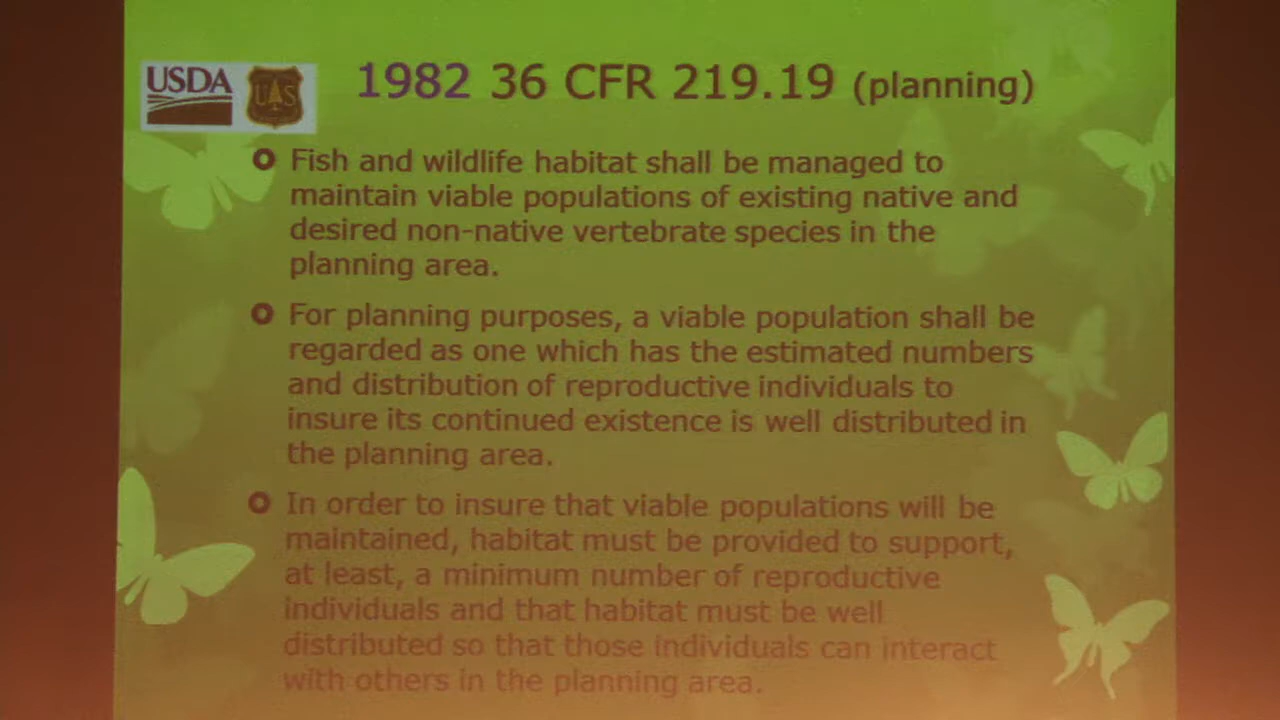 USDA
UAS
1982 36 CFR 219.19 (planning)
Fish and wildlife habitat shall be managed to
maintain viable populations of existing native and
desired non-native vertebrate species in the
planning area.
For planning purposes, a viable population shall be
regarded as one which has the estimated numbers
and distribution of reproductive individuals to
insure its continued existence is well distributed in
the planning area.
In order to insure that viable populations will be
maintained, habitat must be provided to support,
at least, a minimum number of reproductive
individuals and that habitat must be well
distributed so that those individuals can interact
with others in the planning area.